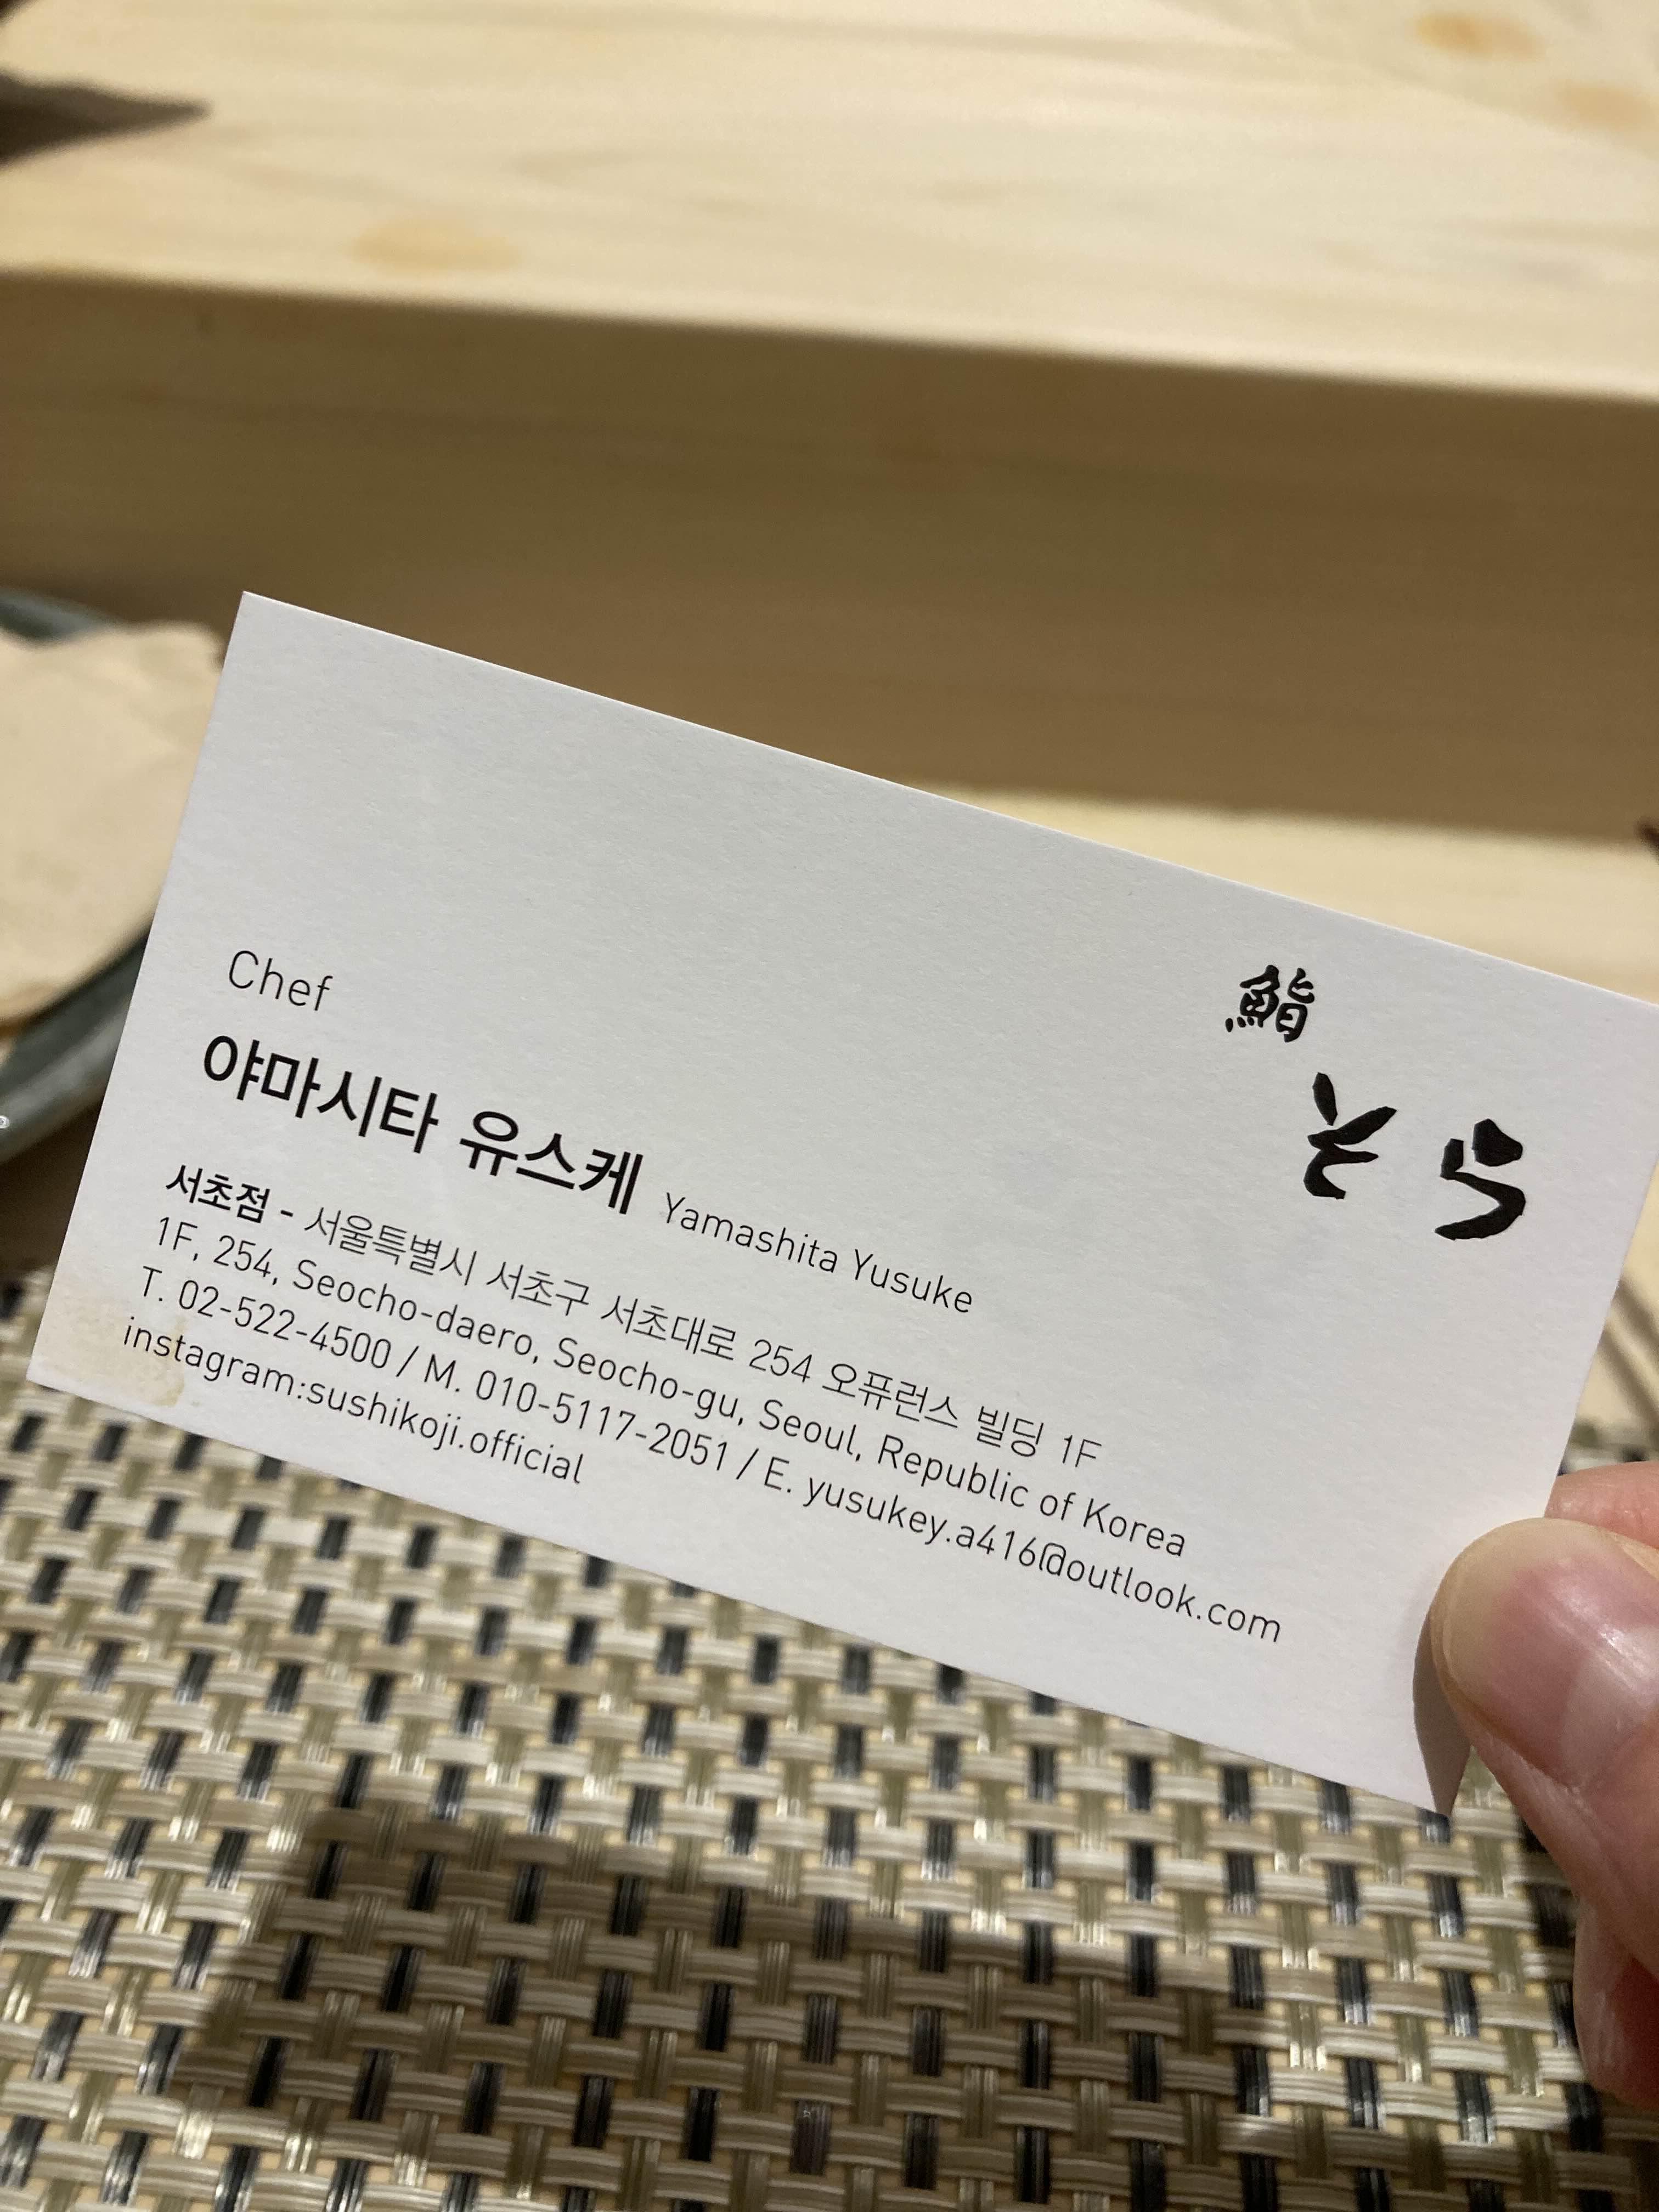 鮨
そら
Chef
야마시타 유스케 Yamashita Yusuke
서초점 - 서울특별시 서초구 서초대로 254 오퓨런스 빌딩 1F
1F, 254, Seocho-daero, Seocho-gu, Seoul, Republic of Korea
T. 02-522-4500 / M. 010-5117-2051 / E. yusukey.a416@outlook.com
instagram:sushikoji.official